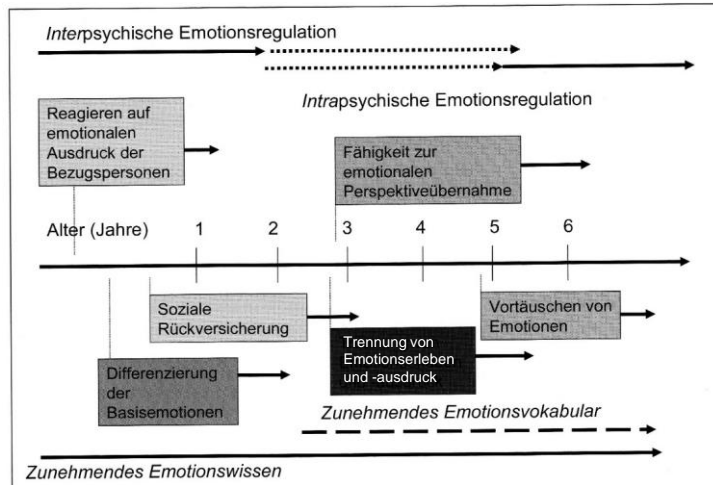 Interpsychische Emotionsregulation
Intrapsychische Emotionsregulation
Reagieren auf
emotionalen
Ausdruck der
Bezugspersonen
Fähigkeit zur
emotionalen
Perspektiveübernahme
Alter (Jahre) 1 2 3 4 5 6
Soziale
Rückversicherung
Vortäuschen von
Emotionen
Trennung von
Emotionserleben
und -ausdruck
Differenzierung
der
Basisemotionen
Zunehmendes Emotionsvokabular
Zunehmendes Emotionswissen